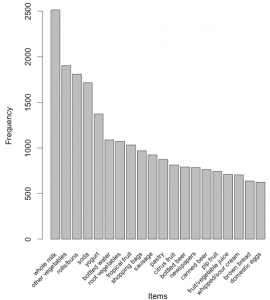 2500
2000
1500
1000
500
0
Frequency
whole milk
other vegetables
rolls/buns
soda
yogurt
bottled water
root vegetables
tropical fruit
shopping bags
sausage
pastry
citrus fruit
bottled beer
newspapers
canned beer
pip fruit
fruit/vegetable juice
whipped/sour cream
brown bread
domestic eggs
Items